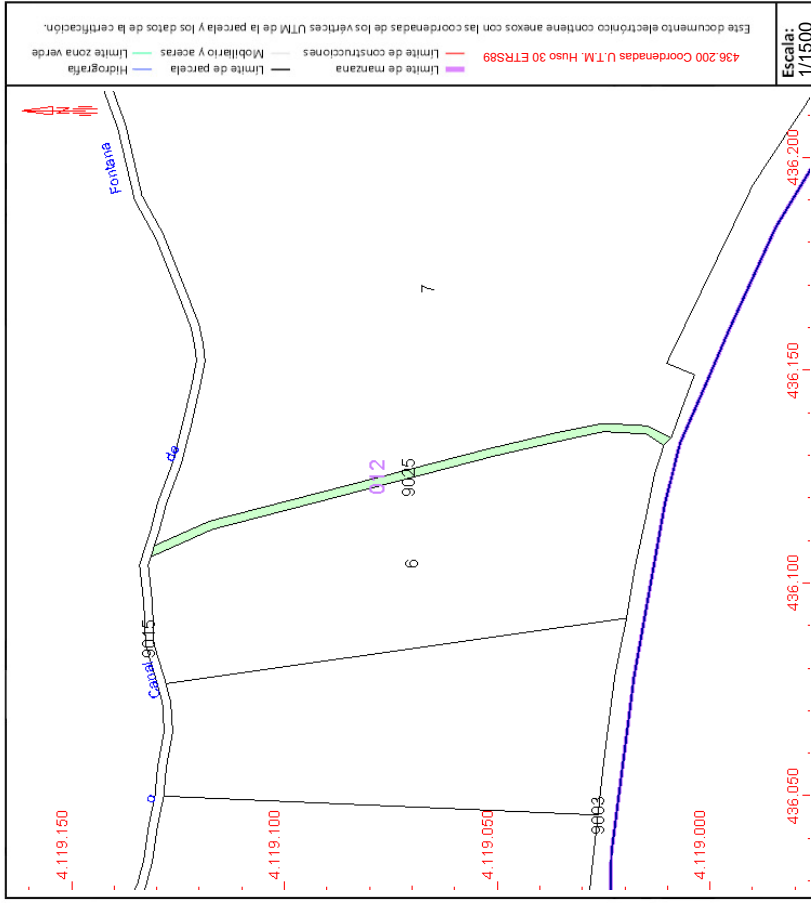 Este documento electrónico contiene anexos con las coordenadas de los vértices UTM de la parcela y los datos de la certificación.
436.200 Coordenadas U.T.M. Huso 30 ETRS89
Límite de manzana
Límite de construcciones
Límite de parcela
Mobiliario y aceras
Hidrografía
Límite zona verde
Escala:
1/1500
Fontana
de
Canal
o
7
012
9025
6
9015
9003
436.200
436.150
436.100
436.050
4.119.150
4.119.100
4.119.050
4.119.000